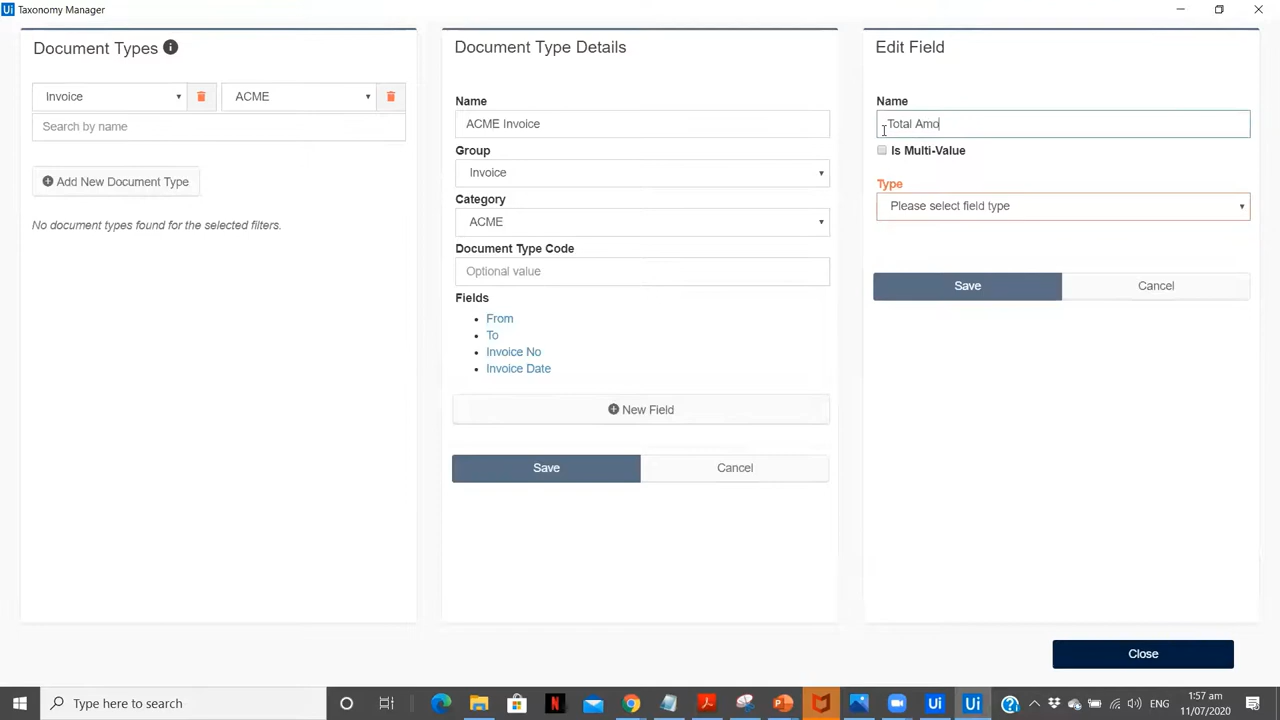 Ui Taxonomy Manager
Document Types
Invoice
ACME
Search by name
Add New Document Type
No document types found for the selected filters.
Document Type Details
Name
ACME Invoice
Group
Invoice
Category
ACME
Document Type Code
Optional value
Fields
From
To
Invoice No
Invoice Date
New Field
Save
Cancel
Edit Field
Name
Total Amo
Is Multi-Value
Type
Please select field type
Save
Cancel
Close
Type here to search
ENG
1:57 am
11/07/2020